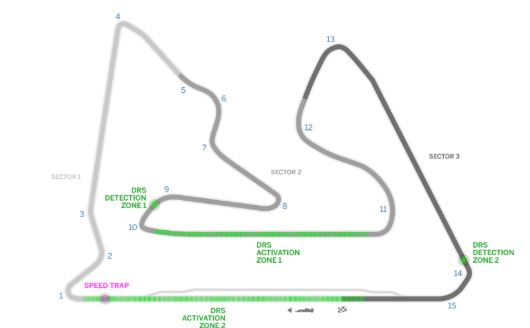 4
13
5
6
12
7
SECTOR 3
SECTOR 1
SECTOR 2
DRS
DETECTION
ZONE 1
9
8
3
11
10
DRS
ACTIVATION
ZONE 1
DRS
DETECTION
ZONE 2
2
14
SPEED TRAP
1
15
DRS
ACTIVATION
ZONE 2